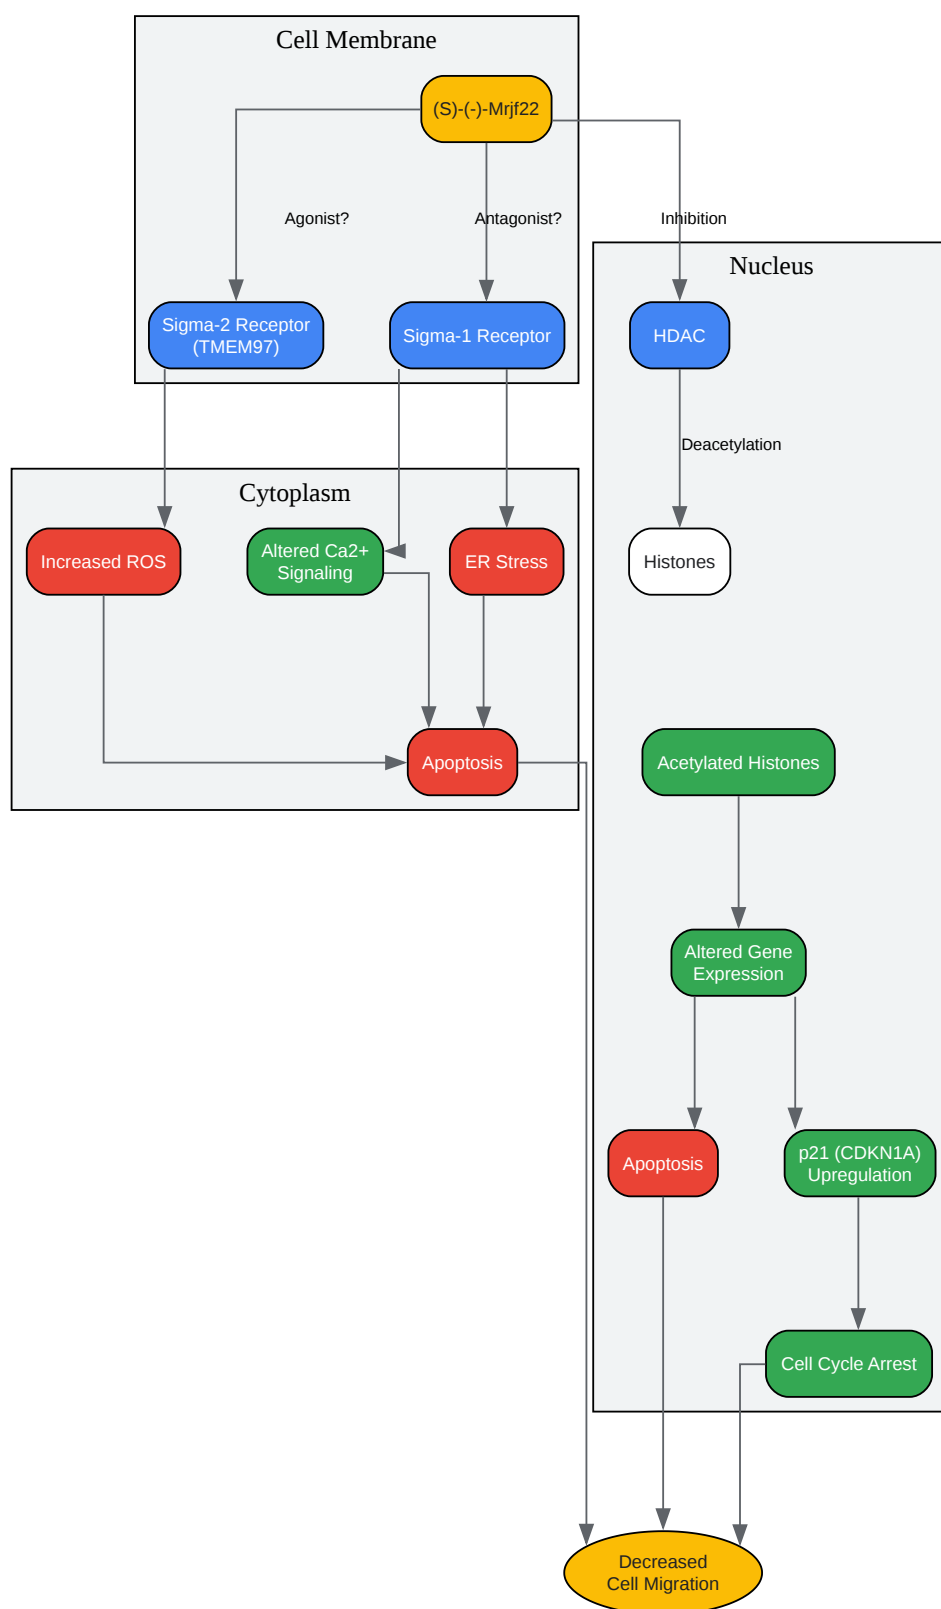 Cell Membrane
(S)-(-)-Mrjf22
Agonist?
Antagonist?
Inhibition
Nucleus
Sigma-2 Receptor
(TMEM97)
Sigma-1 Receptor
HDAC
Deacetylation
Cytoplasm
Increased ROS
Altered Ca2+
Signaling
ER Stress
Histones
Apoptosis
Acetylated Histones
Altered Gene
Expression
Apoptosis
p21 (CDKN1A)
Upregulation
Cell Cycle Arrest
Decreased
Cell Migration